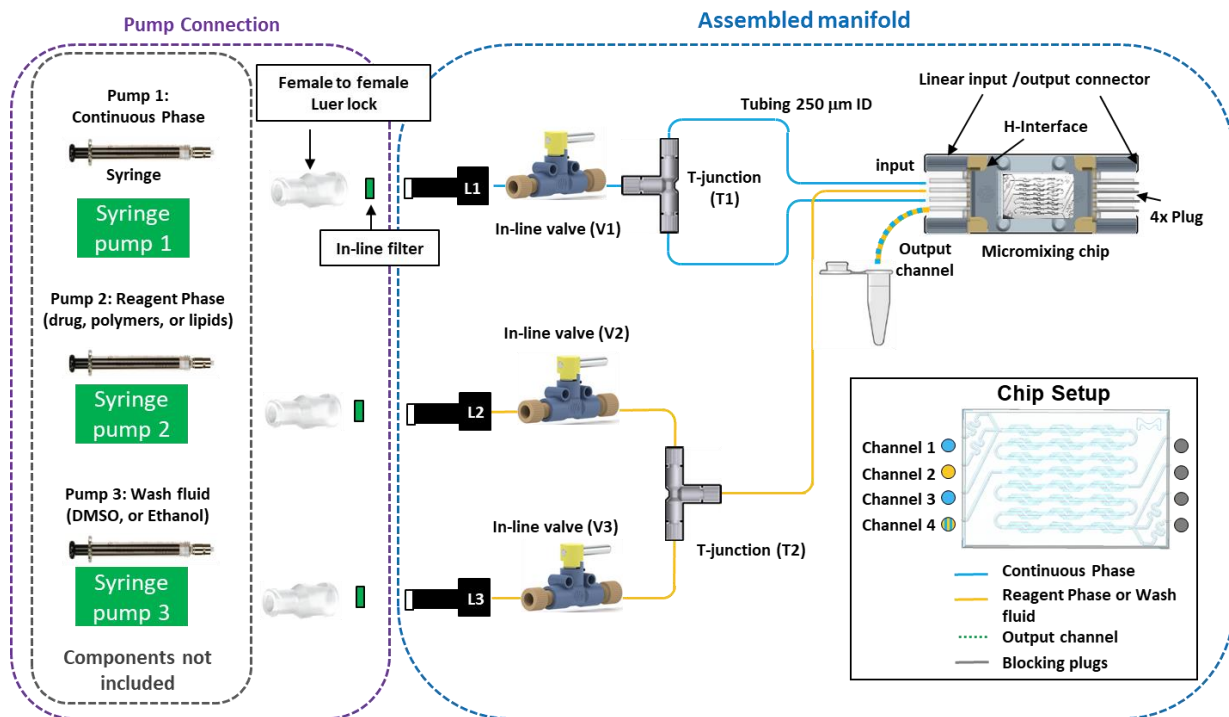 Pump Connection
Assembled manifold
Pump 1:
Continuous Phase
Syringe
Syringe
pump 1
Pump 2: Reagent Phase
(drug, polymers, or lipids)
Syringe
pump 2
Pump 3: Wash fluid
(DMSO, or Ethanol)
Syringe
pump 3
Components not
included
Female to female
Luer lock
In-line filter
L1
In-line valve (V1)
L2
In-line valve (V2)
L3
In-line valve (V3)
Tubing 250 µm ID
T-junction
(T1)
T-junction (T2)
Linear input /output connector
H-Interface
input
4x Plug
Output
channel
Micromixing chip
Chip Setup
Channel 1
Channel 2
Channel 3
Channel 4
M
Continuous Phase
Reagent Phase or Wash
fluid
Output channel
Blocking plugs